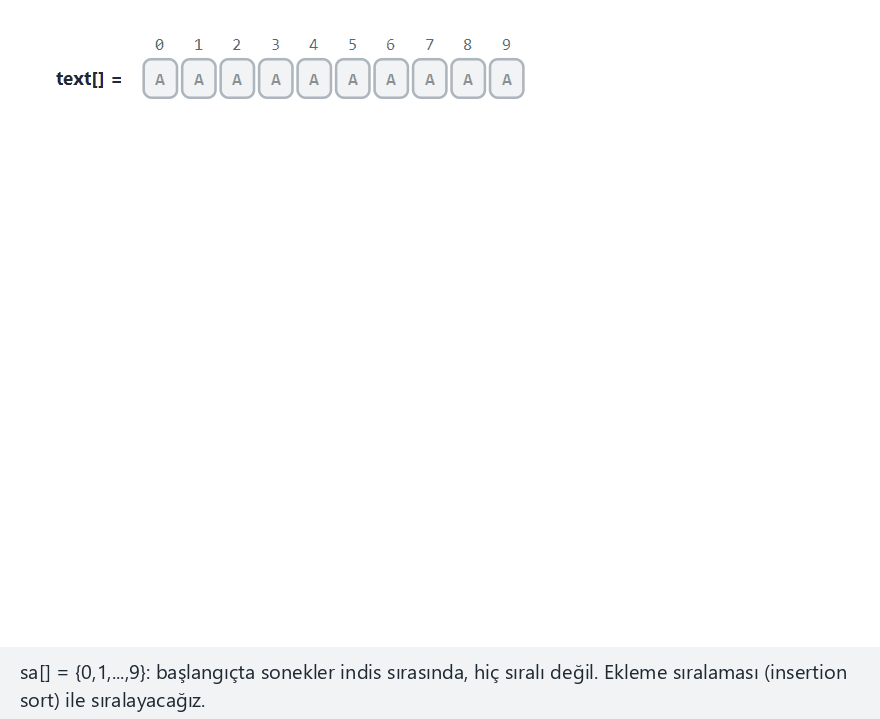 0 1 2 3 4 5 6 7 8 9
text[] = A A A A A A A A A A
sa[] = {0,1,...,9}: başlangıçta sonekler indis sırasında, hiç sıralı değil. Ekleme sıralaması (insertion
sort) ile sıralayacağız.